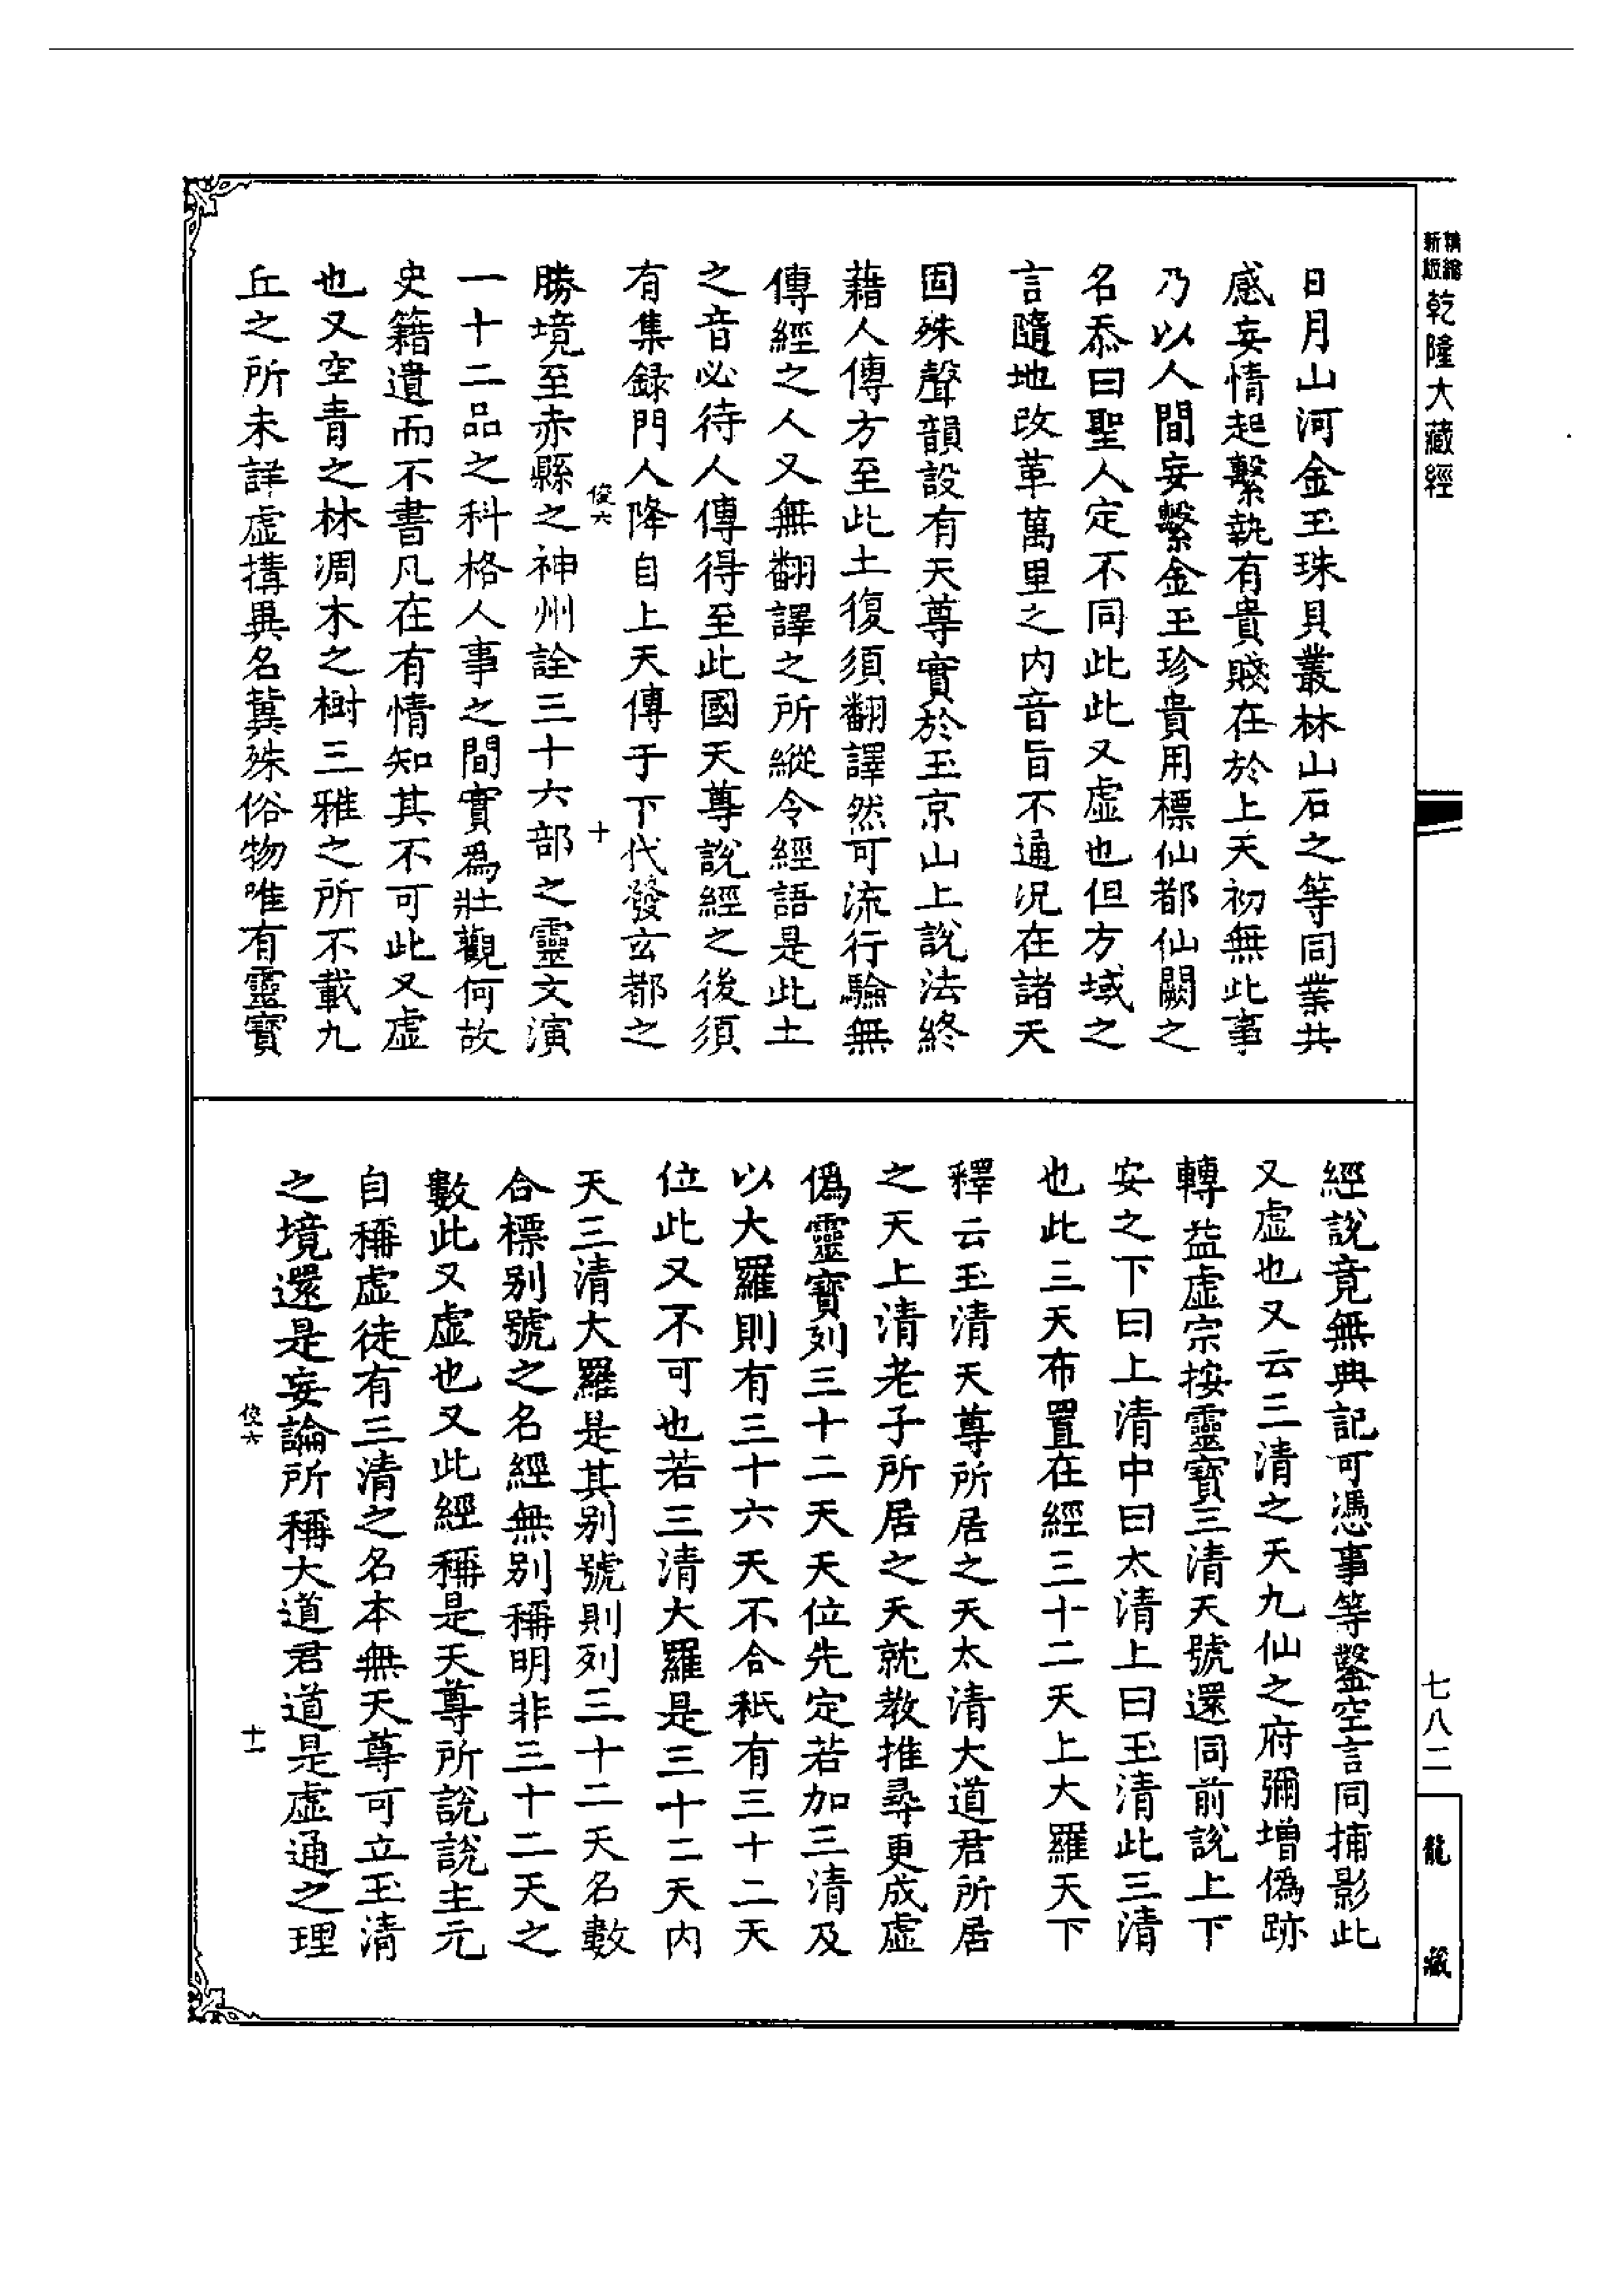 精繪
新版
乾隆大藏經
日月山河金玉珠貝叢林山石之等同業共
感妄情起繫執有貴賤在於上天初無此事
乃以人間妄繫金玉珍貴用標仙都仙闕之
名忝曰聖人定不同此此又虛也但方域之
言隨地改革萬里之內音旨不通況在諸天
固殊聲韻設有天尊實於玉京山上說法終
藉人傳方至此土復須翻譯然可流行驗無
傳經之人又無翻譯之所縱令經語是此土
之音必待人傳得至此國天尊說經之後須
有集録門人降自上天傳于下代發玄都之
俊六
十
勝境至赤縣之神州詮三十六部之靈文演
一十二品之科格人事之間實爲壯觀何故
史籍遺而不書凡在有情知其不可此又虛
也又空青之林凋木之樹三雅之所不載九
丘之所未詳虛構異名冀殊俗物唯有靈寶
經說竟無典記可憑事等鑿空言同捕影此
又虛也又云三清之天九仙之府彌增僞跡
轉益虛宗按靈寶三清天號還同前說上下
安之下曰上清中曰太清上曰玉清此三清
也此三天布置在經三十二天上大羅天下
釋云玉清天尊所居之天太清大道君所居
之天上清老子所居之天就教推尋更成虛
僞靈寶列三十二天天位先定若加三清及
以大羅則有三十六天不合秖有三十二天
位此又不可也若三清大羅是三十二天內
天三清大羅是其别號則列三十二天名數
合標别號之名經無别稱明非三十二天之
數此又虛也又此經稱是天尊所說說主元
自稱虛徒有三清之名本無天尊可立玉清
之境還是妄論所稱大道君道是虛通之理
俊六
十一
七八二
龍藏